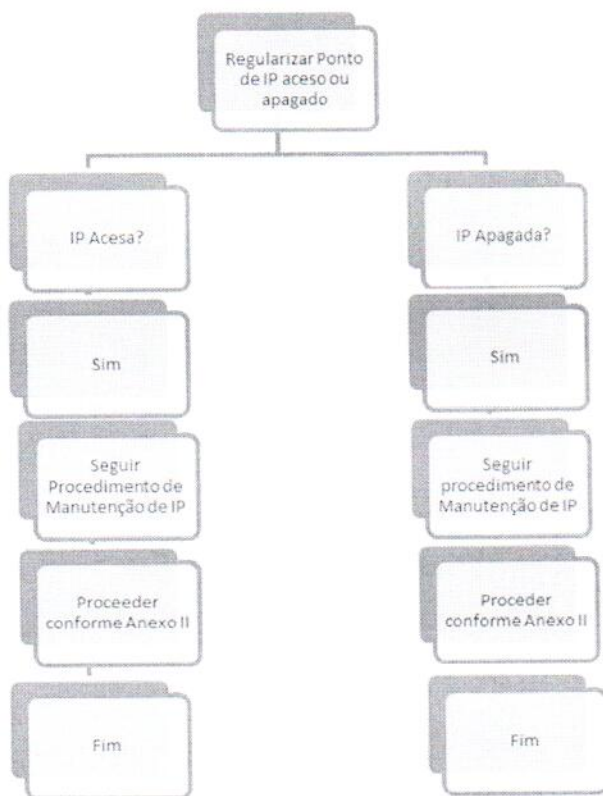 Regularizar Ponto
de IP aceso ou
apagado
IP Acesa?
Sim
Seguir
Procedimento de
Manutenção de IP
Proceeder
conforme Anexo II
Fim
IP Apagada?
Sim
Seguir
procedimento de
Manutenção de IP
Proceder
conforme Anexo II
Fim